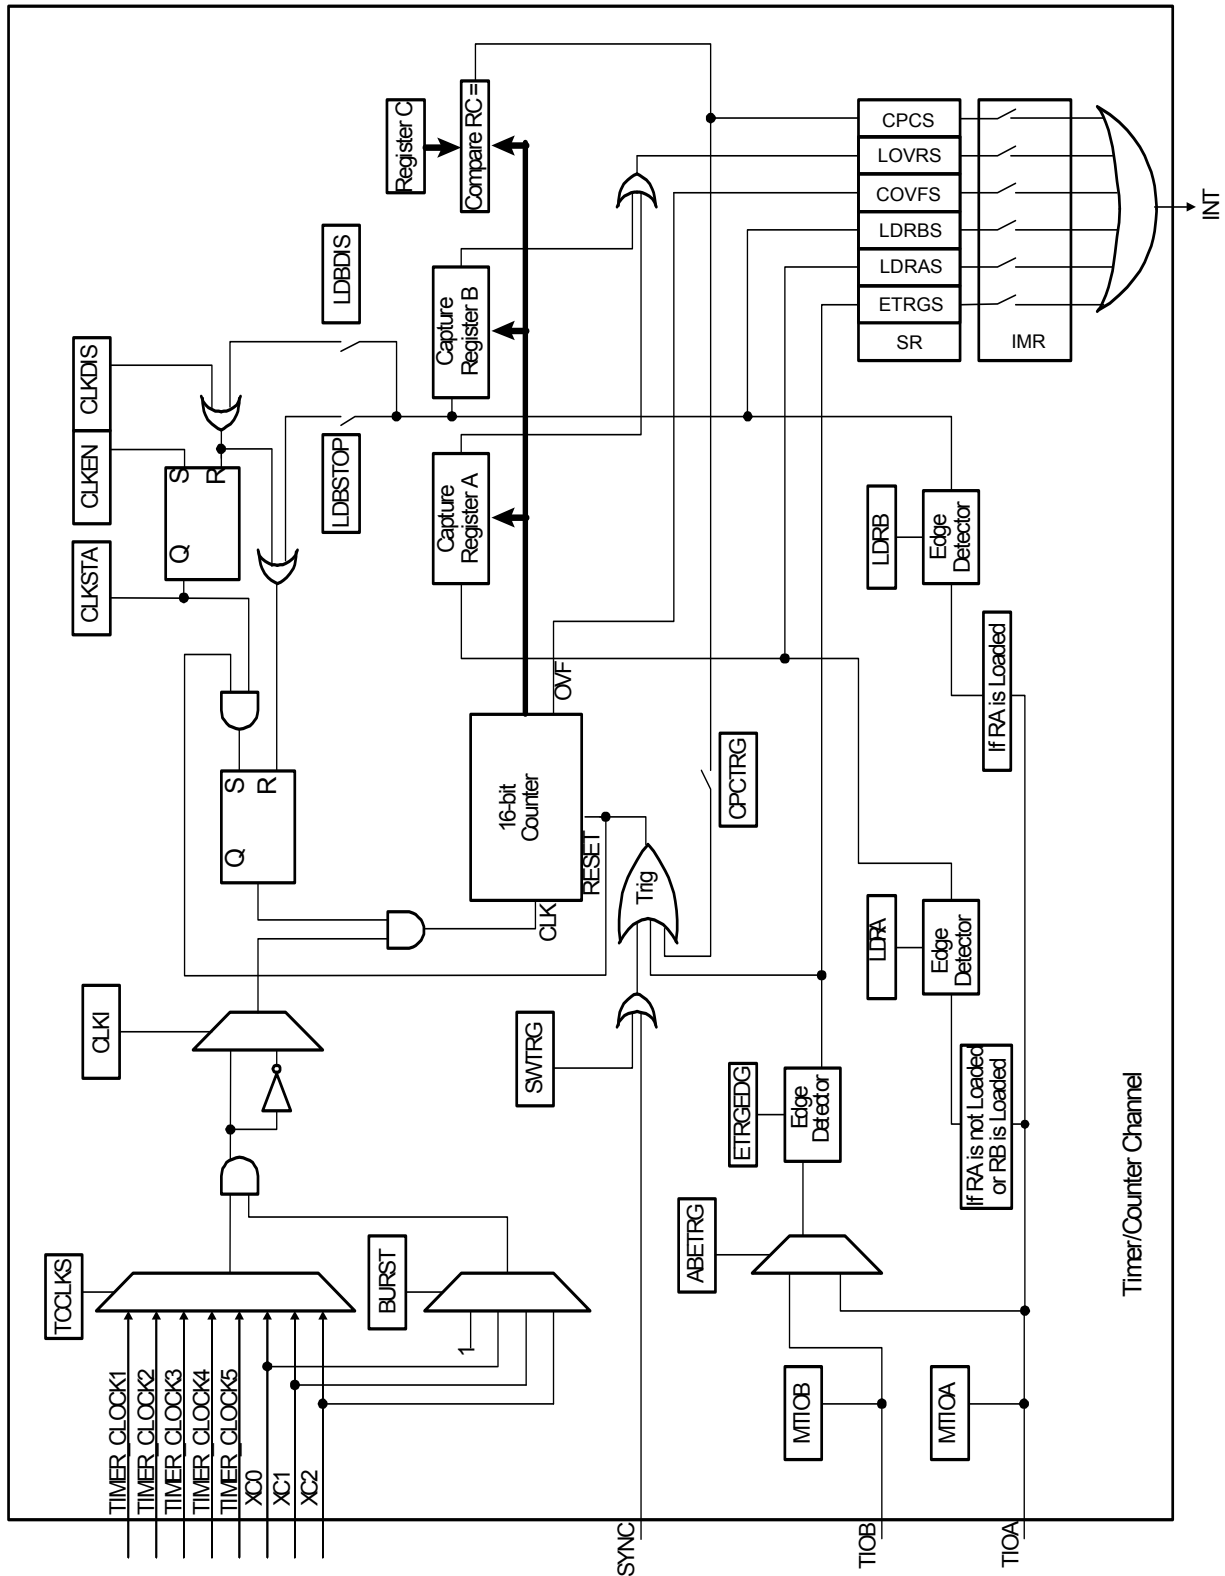 TCCLKS
TIMER_CLOCK1
TIMER_CLOCK2
TIMER_CLOCK3
TIMER_CLOCK4
TIMER_CLOCK5
XC0
XC1
XC2
CLKI
CLKSTA
CLKEN
CLKDIS
Q
S
R
Q
S
R
BURST
1
LDBSTOP
LDBDIS
Register C
Capture
Register A
Capture
Register B
Compare RC =
SWTRG
CLK
16-bit
Counter
OVF
RESET
Trig
SYNC
ABETRG
ETRGEDG
Edge
Detector
CPCTRG
MTIOB
TIOB
MTIOA
TIOA
LDRA
Edge
Detector
If RA is not Loaded
or RB is Loaded
LDRB
Edge
Detector
If RA is Loaded
CPCS
LOVRS
COVFS
LDRBS
LDRAS
ETRGS
SR
IMR
INT
Timer/Counter Channel